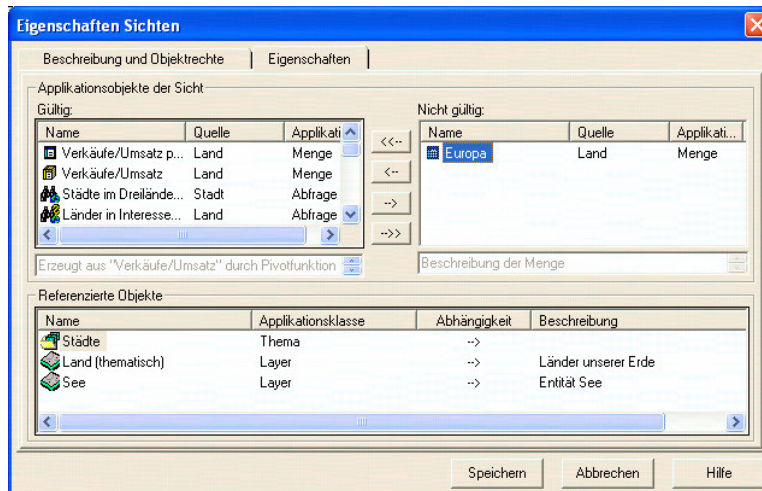 Eigenschaften Sichten
Beschreibung und Objektrechte Eigenschaften
Applikationsobjekte der Sicht
Gültig: Nicht gültig:
Name Quelle Applikati
Verkäufe/Umsatz p... Land Menge
Verkäufe/Umsatz Land Menge
Städte im Dreilände... Stadt Abfrage
Länder in Interesse... Land Abfrage
Erzeugt aus "Verkäufe/Umsatz" durch Pivotfunktion
<<--
<--
-->
-->>
Name Quelle Applikati...
Europa Land Menge
Beschreibung der Menge
Referenzierte Objekte
Name Applikationsklasse Abhängigkeit Beschreibung
Städte Thema -->
Land (thematisch) Layer --> Länder unserer Erde
See Layer --> Entität See
Speichern Abbrechen Hilfe